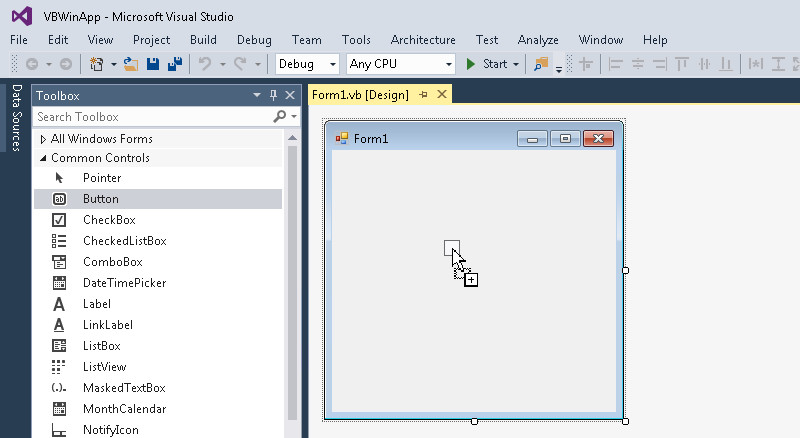 VBWinApp - Microsoft Visual Studio
File Edit View Project Build Debug Team Tools Architecture Test Analyze Window Help
Debug Any CPU Start
Data Sources
Toolbox
Form1.vb [Design]
Search Toolbox
All Windows Forms
Common Controls
Form1
Pointer
ab Button
CheckBox
CheckedListBox
ComboBox
DateTimePicker
A Label
A LinkLabel
ListBox
ListView
(.). MaskedTextBox
MonthCalendar
NotifyIcon